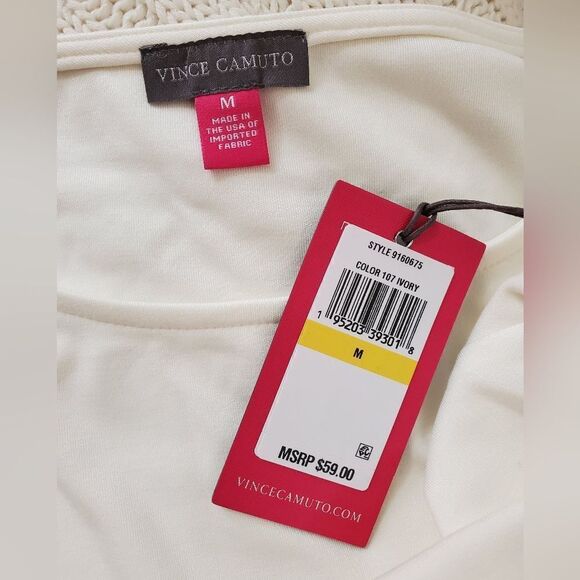 VINCE CAMUTO
M
MADE IN
THE USA OF
IMPORTED
FABRIC
STYLE 9160675
COLOR 107 IVORY
1 95203 39301 8
M
MSRP $59.00
VINCECAMUTO.COM